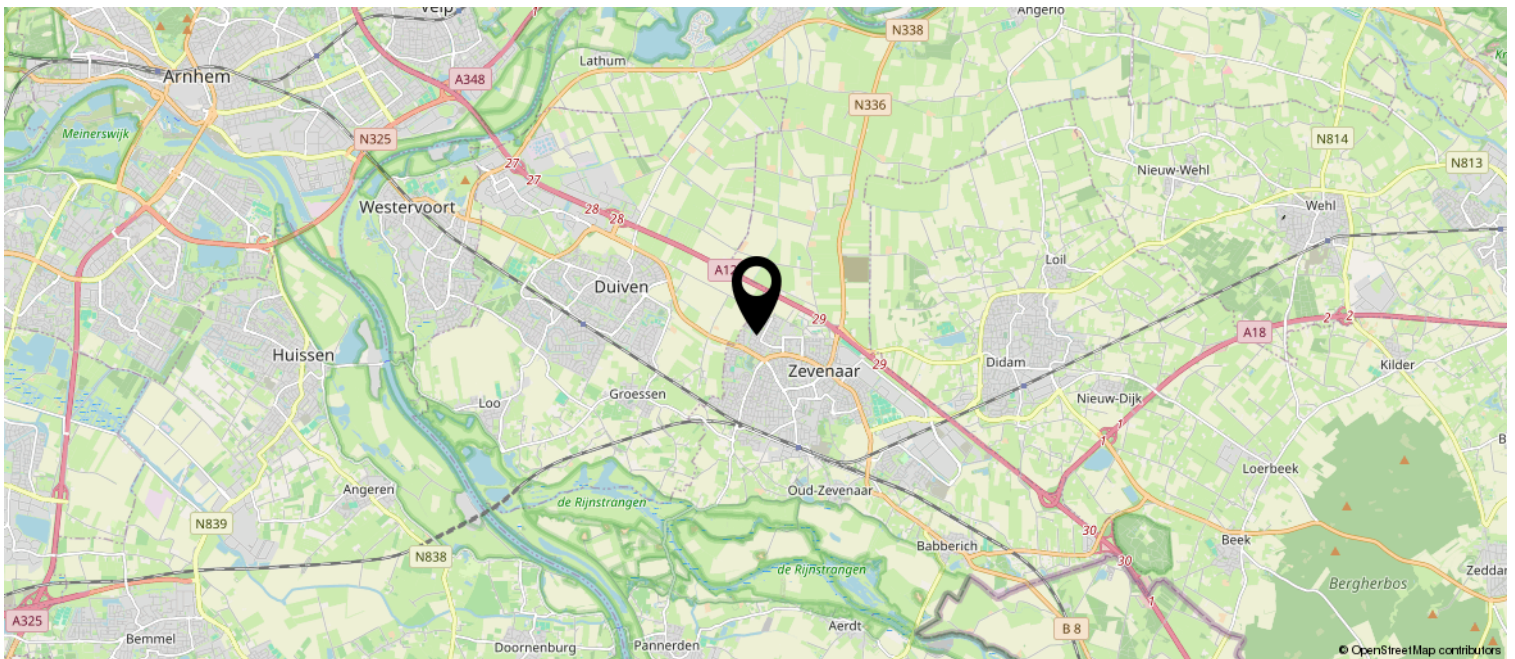 Velp
Angerlo
N338
Lathum
Arnhem
A348
N336
Meinerswijk
N325
N814
N813
27
27
Nieuw-Wehl
Westervoort
28
28
Wehl
Loil
A12
Duiven
29
2
2
A18
Huissen
29
Didam
Kilder
Zevenaar
Groessen
Nieuw-Dijk
Loo
1
1
Loerbeek
Angeren
Oud-Zevenaar
de Rijnstrangen
N839
30
Beek
Babberich
N838
30
de Rijnstrangen
Zeddam
Bergherbos
1
A325
Aerdt
B 8
Bemmel
Doornenburg
Pannerden
© OpenStreetMap contributors